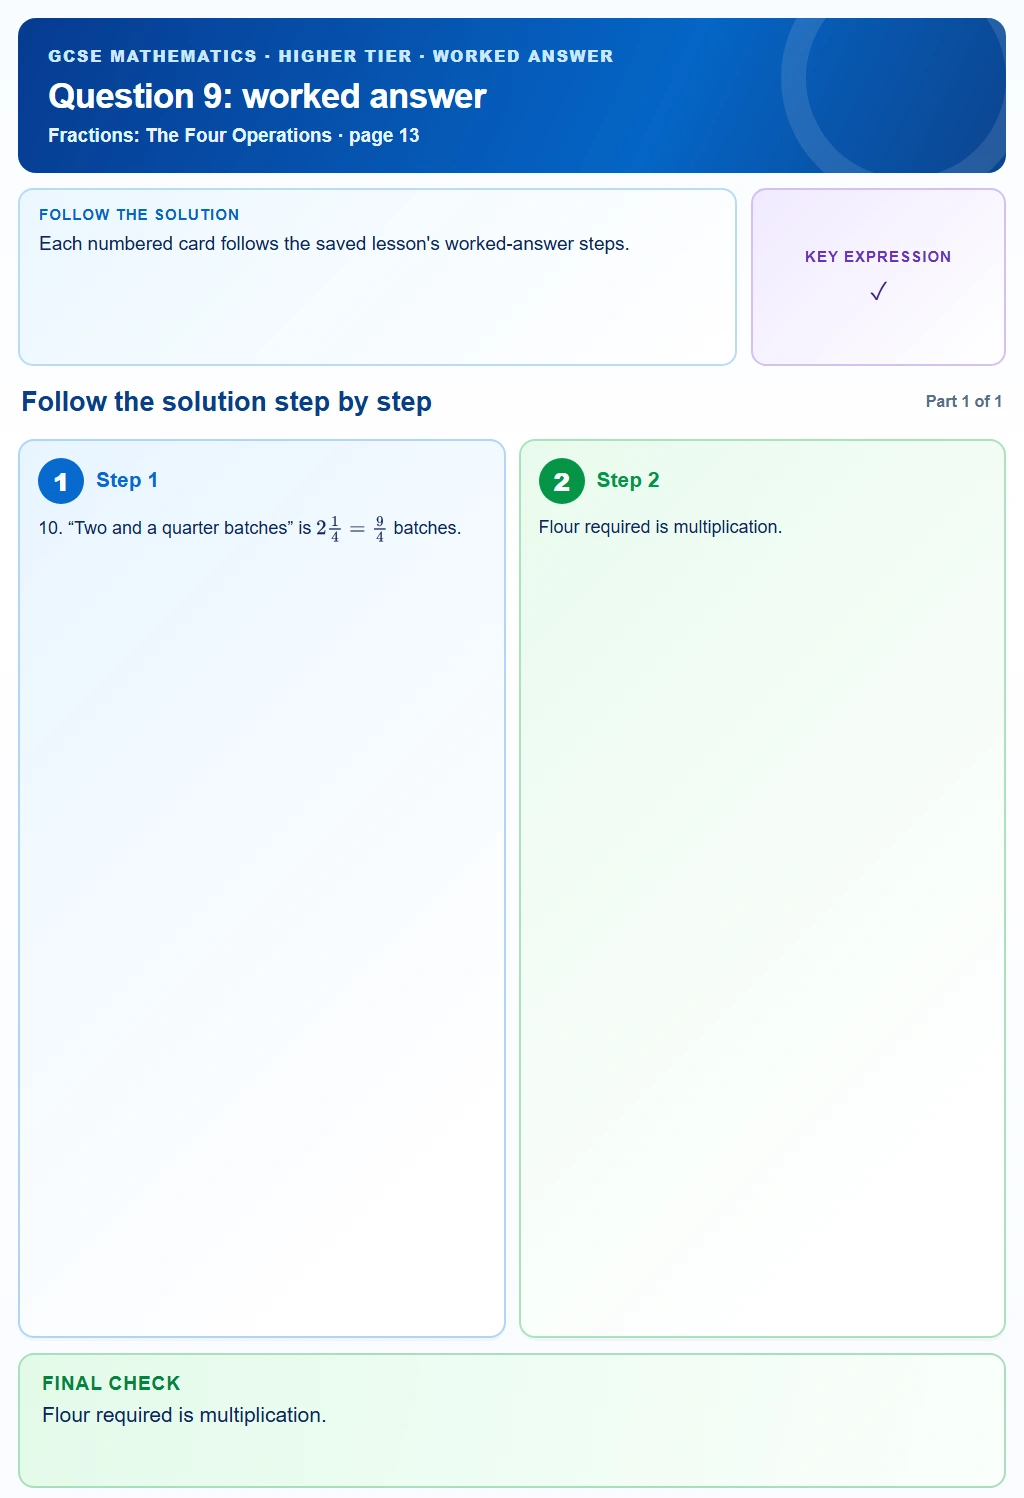 GCSE MATHEMATICS · HIGHER TIER · WORKED ANSWER
Question 9: worked answer
Fractions: The Four Operations · page 13
FOLLOW THE SOLUTION
Each numbered card follows the saved lesson's worked-answer steps.
KEY EXPRESSION
✓
Follow the solution step by step
Part 1 of 1
1 Step 1
10. “Two and a quarter batches” is 2 1/4 = 9/4 batches.
2 Step 2
Flour required is multiplication.
FINAL CHECK
Flour required is multiplication.